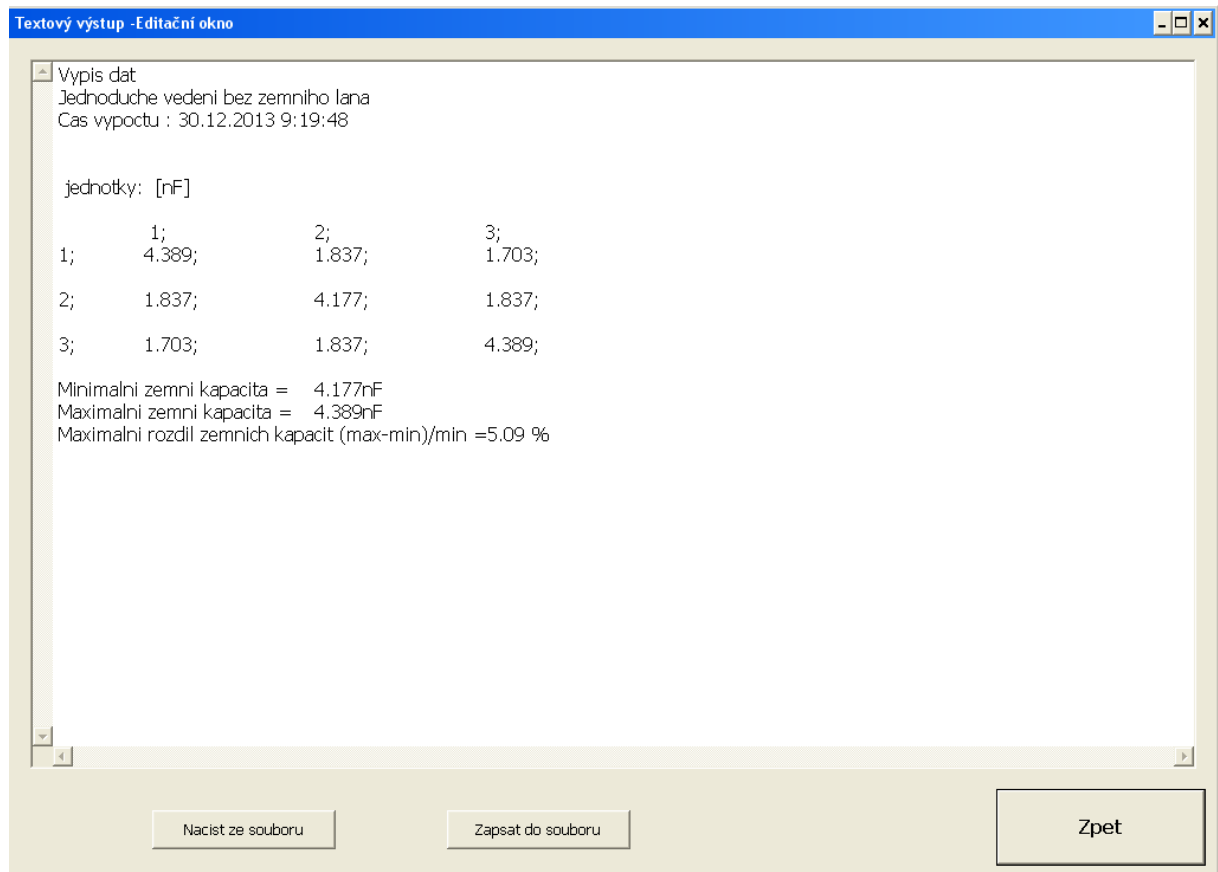 Textový výstup -Editační okno
Vypis dat
Jednoduche vedeni bez zemniho lana
Cas vypoctu : 30.12.2013 9:19:48
jednotky: [nF]
1; 2; 3;
1; 4.389; 1.837; 1.703;
2; 1.837; 4.177; 1.837;
3; 1.703; 1.837; 4.389;
Minimalni zemni kapacita = 4.177nF
Maximalni zemni kapacita = 4.389nF
Maximalni rozdil zemnich kapacit (max-min)/min =5.09 %
Nacist ze souboru
Zapsat do souboru
Zpet